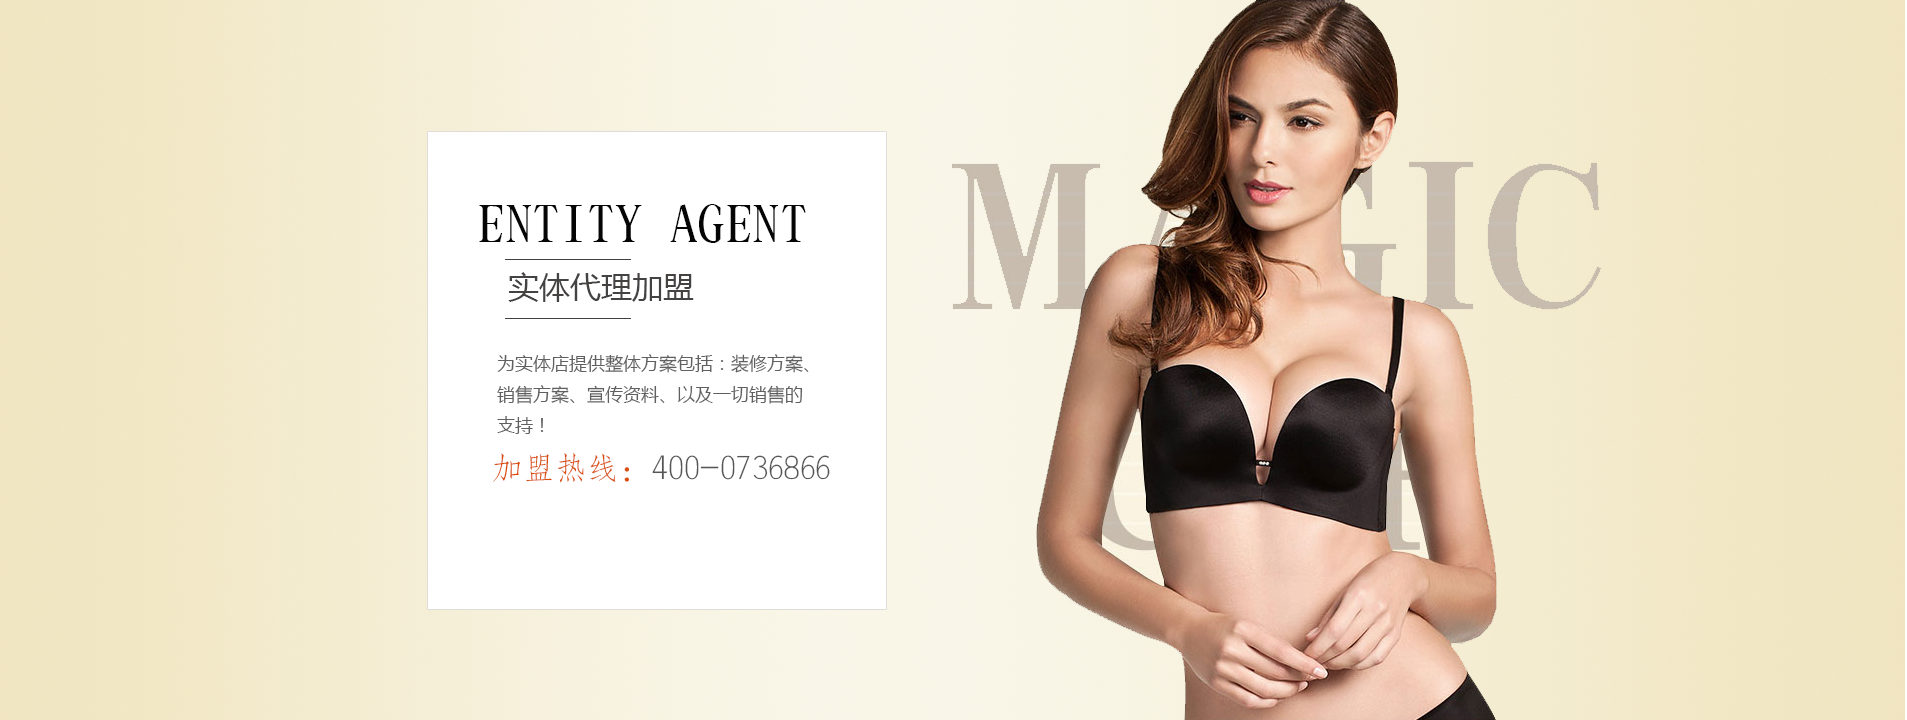 ENTITY AGENT
实体代理加盟
为实体店提供整体方案包括：装修方案、
销售方案、宣传资料、以及一切销售的
支持！
加盟热线：400-0736866
MAGIC